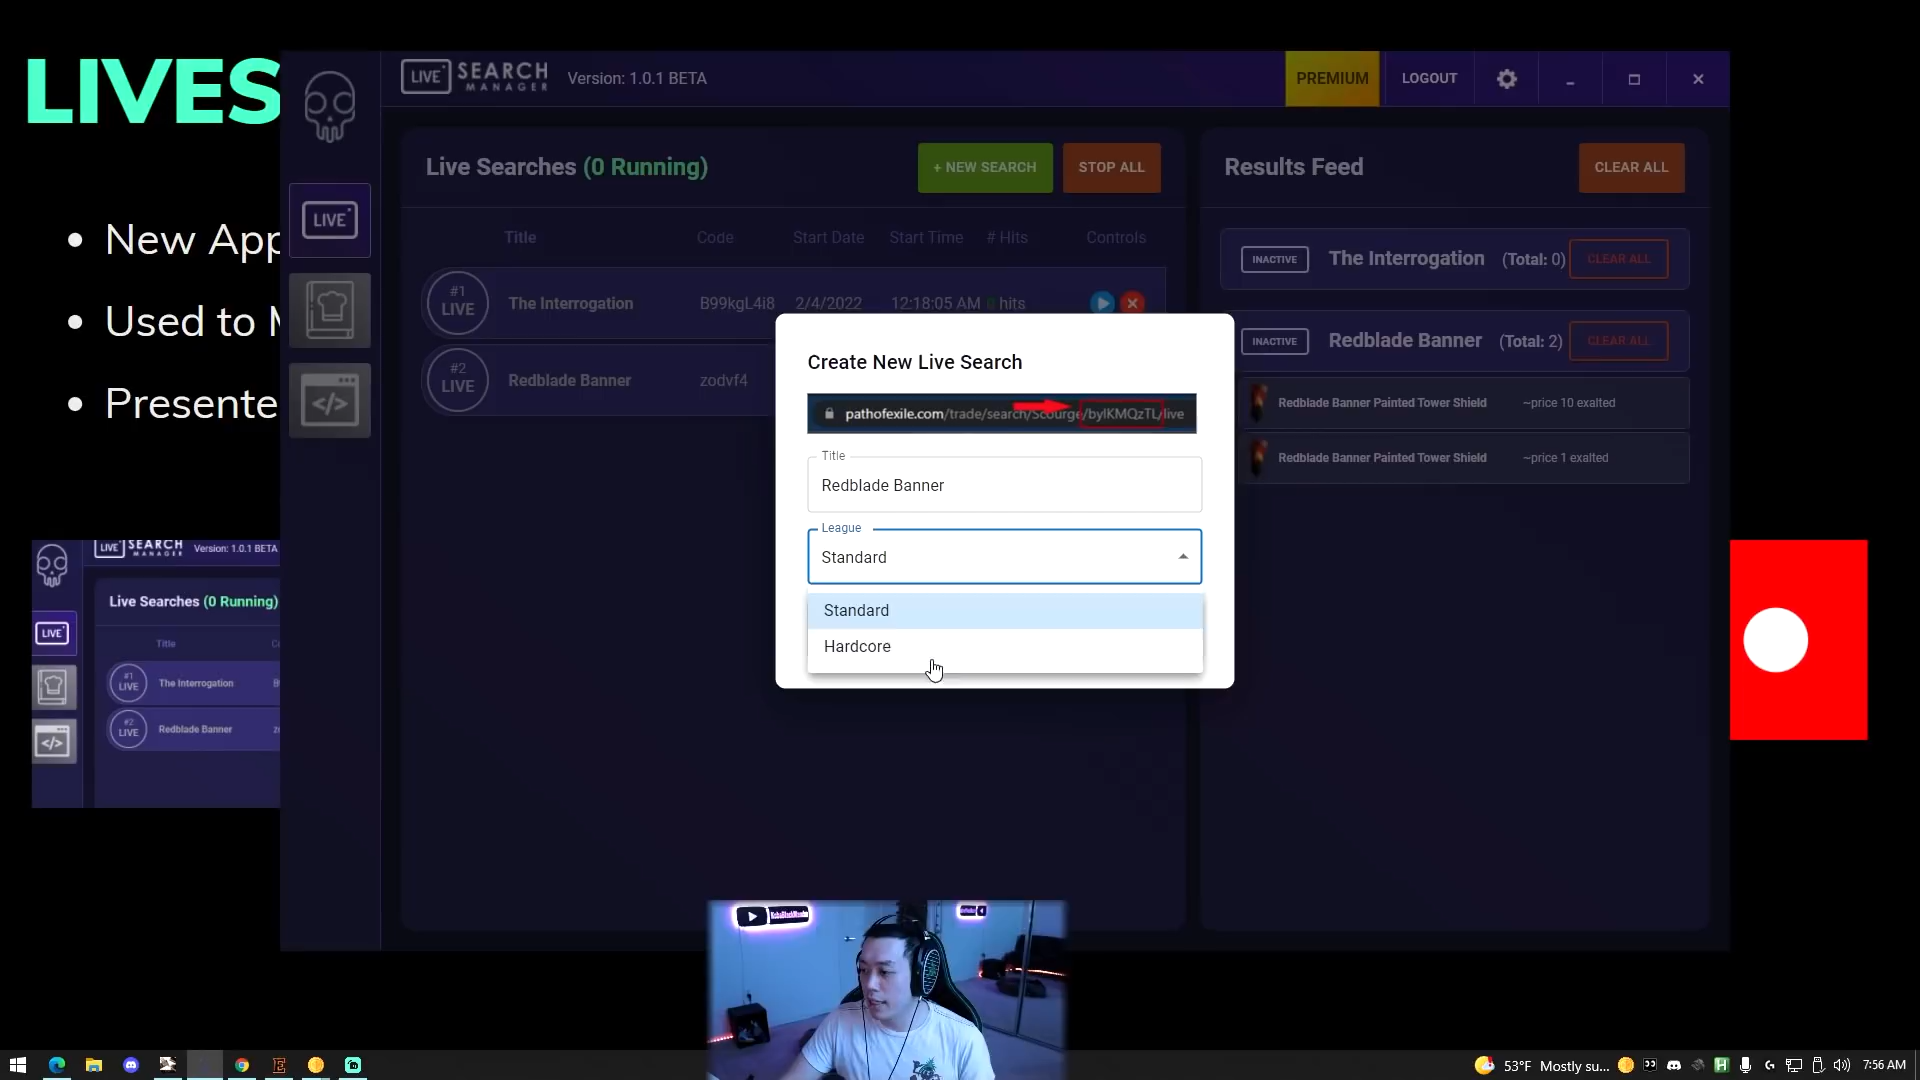 LIVES
• New App
• Used to M
• Presente
LIVE SEARCH MANAGER
Version: 1.0.1 BETA
PREMIUM
LOGOUT
LIVE
Live Searches (0 Running)
+ NEW SEARCH
STOP ALL
Title Code Start Date Start Time # Hits Controls
#1 LIVE The Interrogation B99kgL4i8 2/4/2022 12:18:05 AM 0 hits
#2 LIVE Redblade Banner zodvf4
Results Feed
CLEAR ALL
INACTIVE The Interrogation (Total: 0) CLEAR ALL
INACTIVE Redblade Banner (Total: 2) CLEAR ALL
Redblade Banner Painted Tower Shield ~price 10 exalted
Redblade Banner Painted Tower Shield ~price 1 exalted
Create New Live Search
pathofexile.com/trade/search/Scourge/bylKMQzTL/live
Title
Redblade Banner
League
Standard
Standard
Hardcore
LIVE SEARCH MANAGER
Version: 1.0.1 BETA
Live Searches (0 Running)
LIVE
Title
#1 LIVE The Interrogation
#2 LIVE Redblade Banner
53°F Mostly su...
7:56 AM